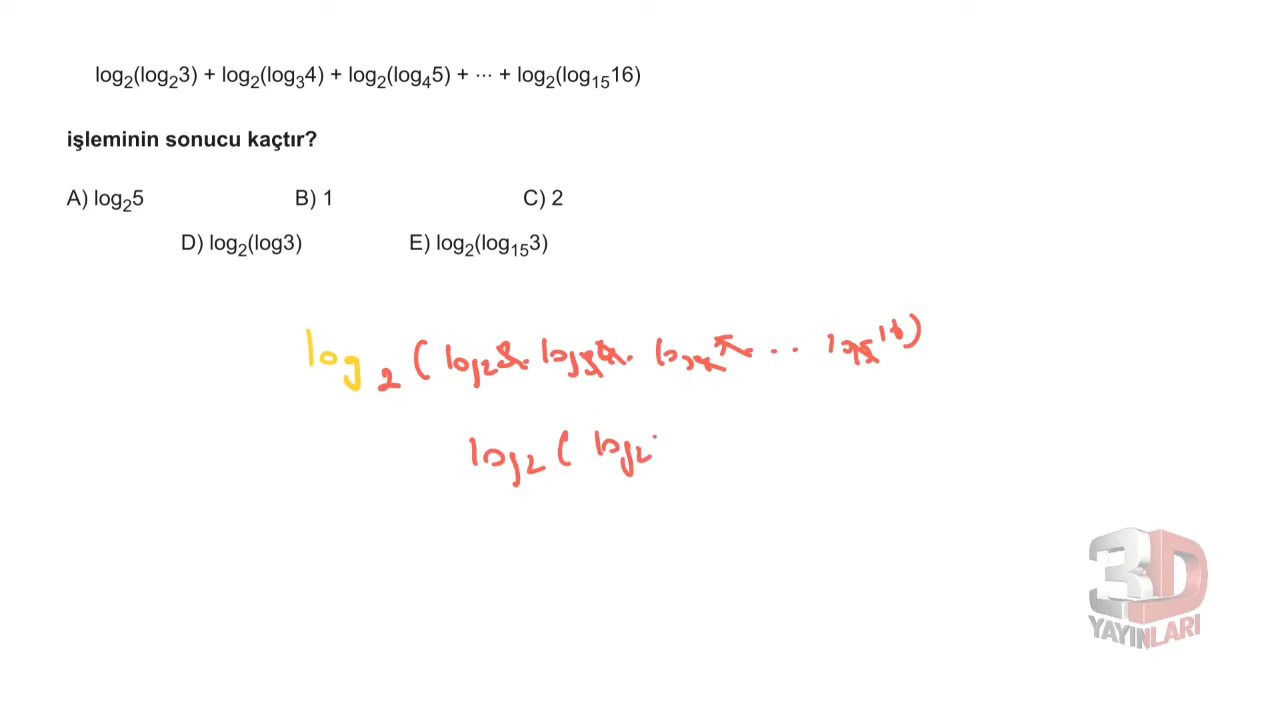 log₂(log₂3) + log₂(log₃4) + log₂(log₄5) + ··· + log₂(log₁₅16)
işleminin sonucu kaçtır?
A) log₂5 B) 1 C) 2
D) log₂(log3) E) log₂(log₁₅3)
log₂ ( log₂3. log₃4. log₄5 ... log₁₅16)
log₂ ( log₂
3D
YAYINLARI